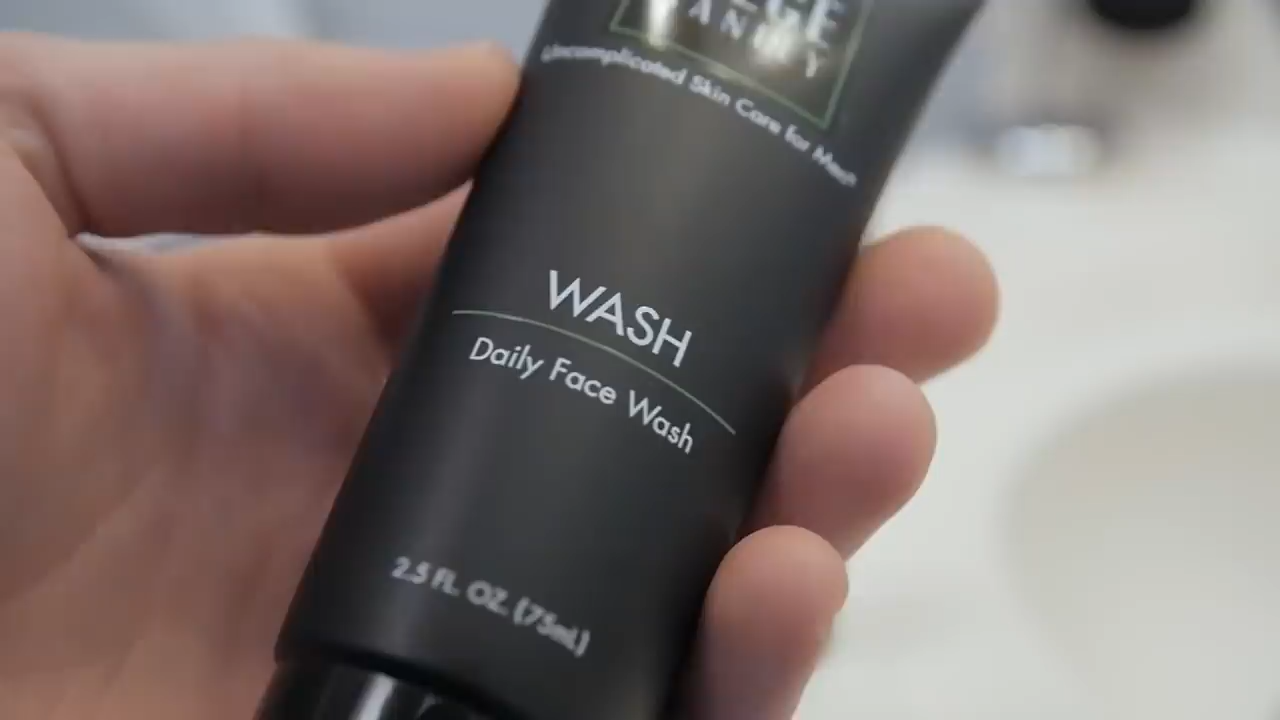 Uncomplicated Skin Care for Men®
WASH
Daily Face Wash
2.5 FL. OZ. (75mL)